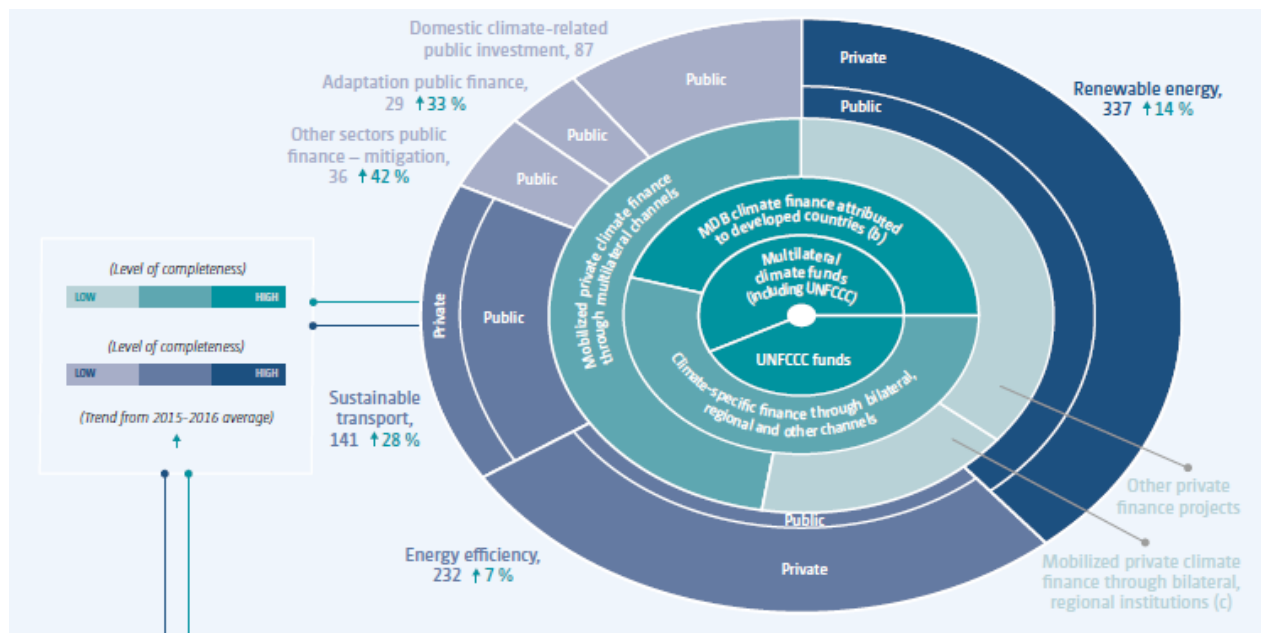 Domestic climate-related
public investment, 87
Adaptation public finance,
29 ↑33 %
Other sectors public
finance – mitigation,
36 ↑42 %
Public
Public
Public
Private
Public
Renewable energy,
337 ↑14 %
Mobilized private climate finance
through multilateral channels
MDB climate finance attributed
to developed countries (b)
Multilateral
climate funds
(including UNFCCC)
UNFCCC funds
Climate-specific finance through bilateral,
regional and other channels
Private
Public
(Level of completeness)
LOW
HIGH
(Level of completeness)
LOW
HIGH
(Trend from 2015–2016 average)
↑
Sustainable
transport,
141 ↑28 %
Energy efficiency,
232 ↑7 %
Public
Private
Other private
finance projects
Mobilized private climate
finance through bilateral,
regional institutions (c)